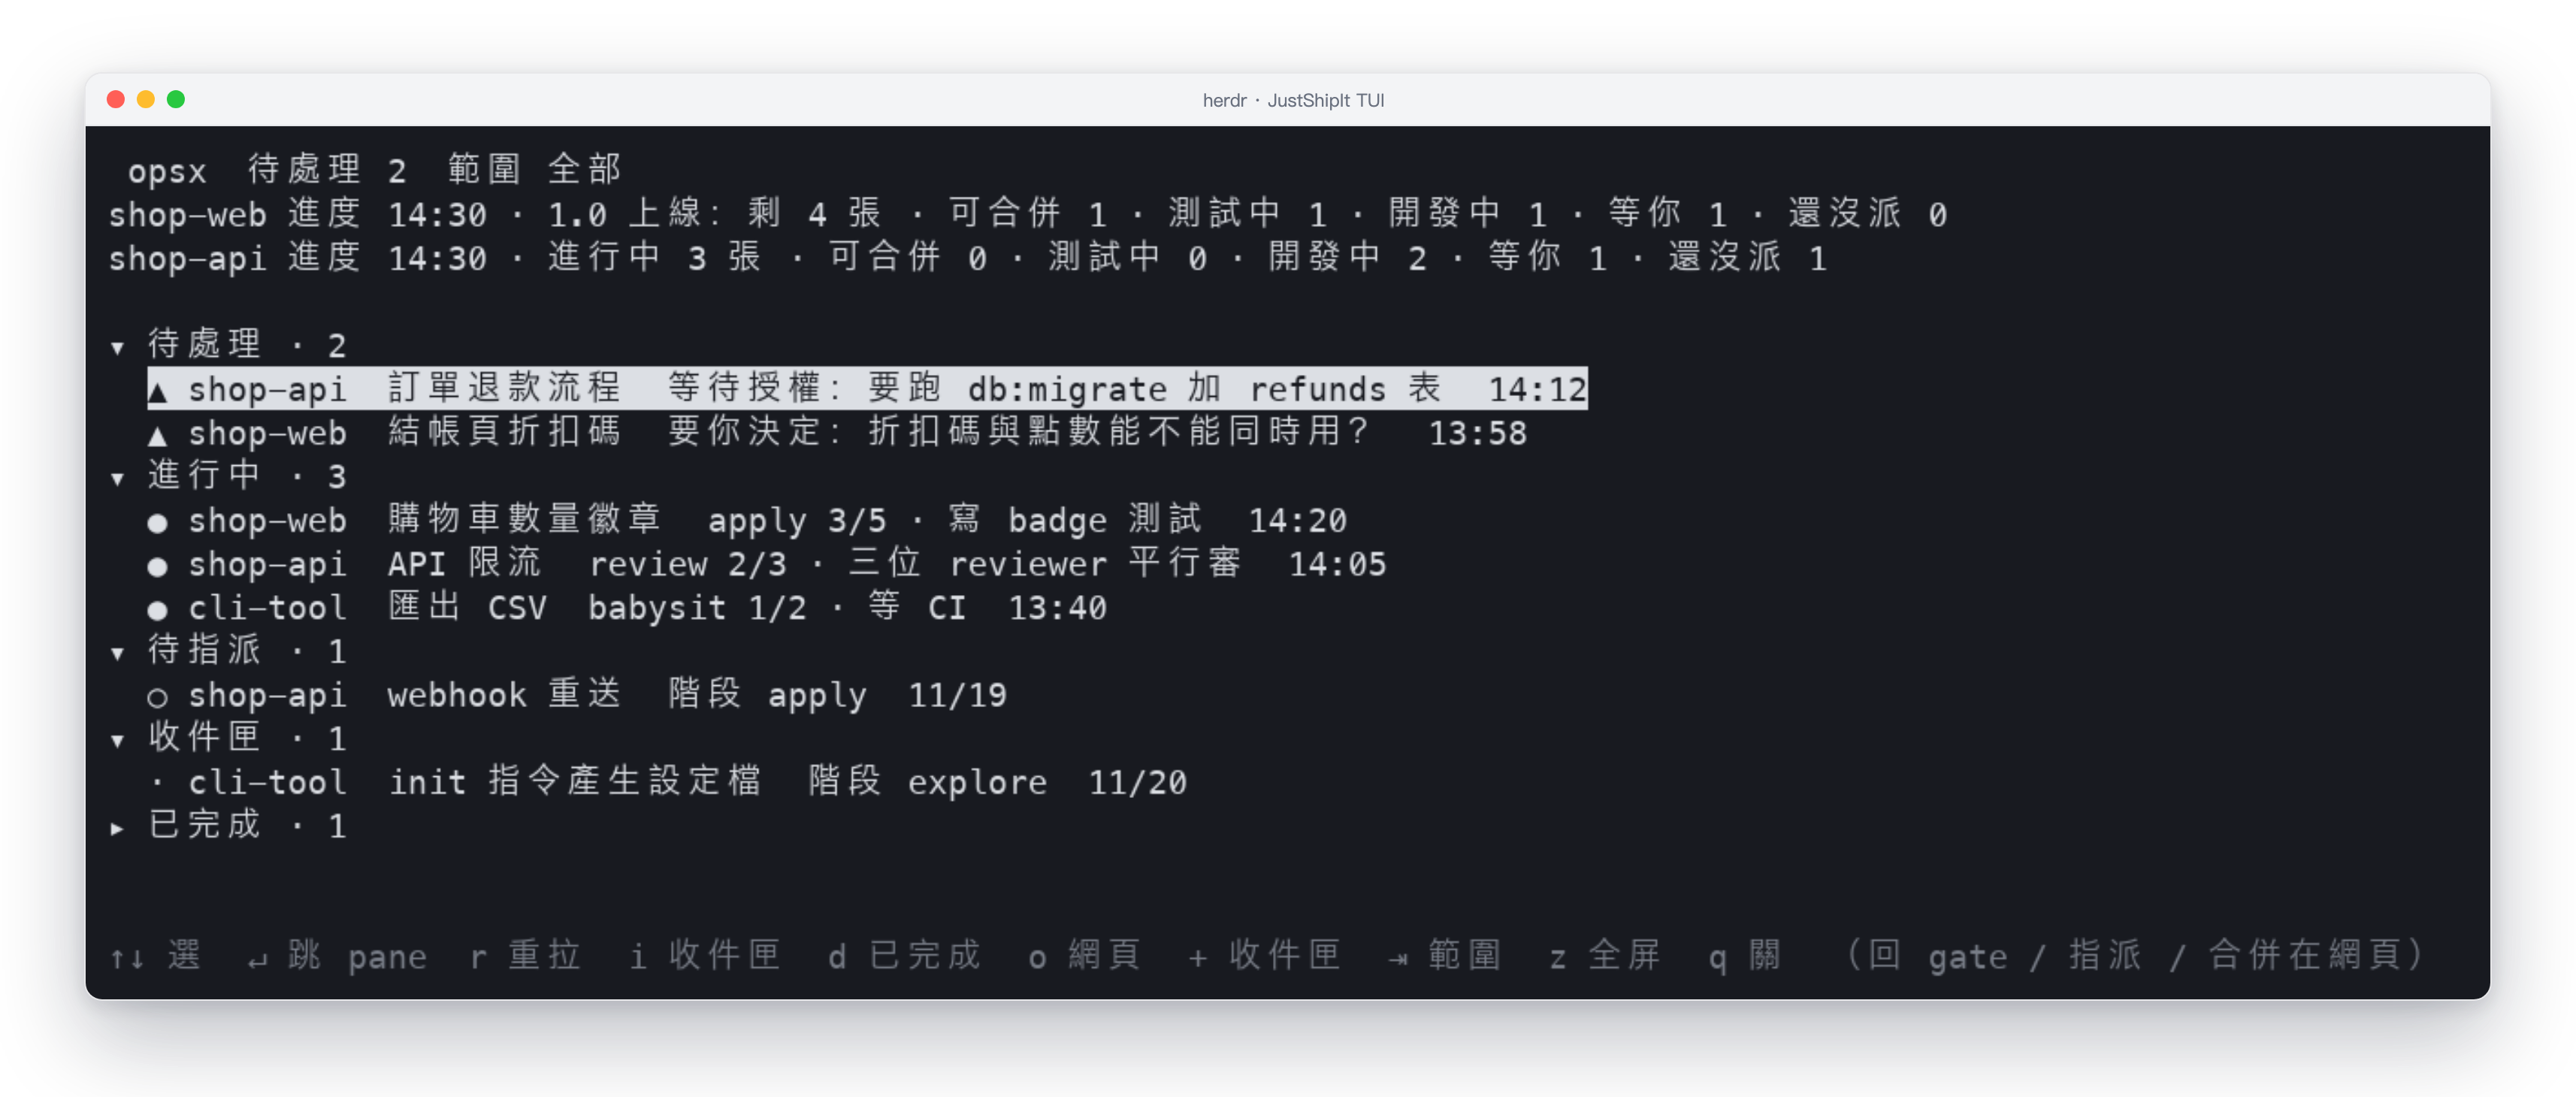 herdr · JustShipIt TUI
opsx 待處理 2 範圍 全部
shop-web 進度 14:30 · 1.0 上線: 剩 4 張 · 可合併 1 · 測試中 1 · 開發中 1 · 等你 1 · 還沒派 0
shop-api 進度 14:30 · 進行中 3 張 · 可合併 0 · 測試中 0 · 開發中 2 · 等你 1 · 還沒派 1
▾ 待處理 · 2
▲ shop-api 訂單退款流程 等待授權: 要跑 db:migrate 加 refunds 表 14:12
▲ shop-web 結帳頁折扣碼 要你決定: 折扣碼與點數能不能同時用? 13:58
▾ 進行中 · 3
● shop-web 購物車數量徽章 apply 3/5 · 寫 badge 測試 14:20
● shop-api API 限流 review 2/3 · 三位 reviewer 平行審 14:05
● cli-tool 匯出 CSV babysit 1/2 · 等 CI 13:40
▾ 待指派 · 1
○ shop-api webhook 重送 階段 apply 11/19
▾ 收件匣 · 1
· cli-tool init 指令產生設定檔 階段 explore 11/20
▸ 已完成 · 1
↑↓ 選 ↵ 跳 pane r 重拉 i 收件匣 d 已完成 o 網頁 + 收件匣 ⇥ 範圍 z 全屏 q 關 （回 gate / 指派 / 合併在網頁）